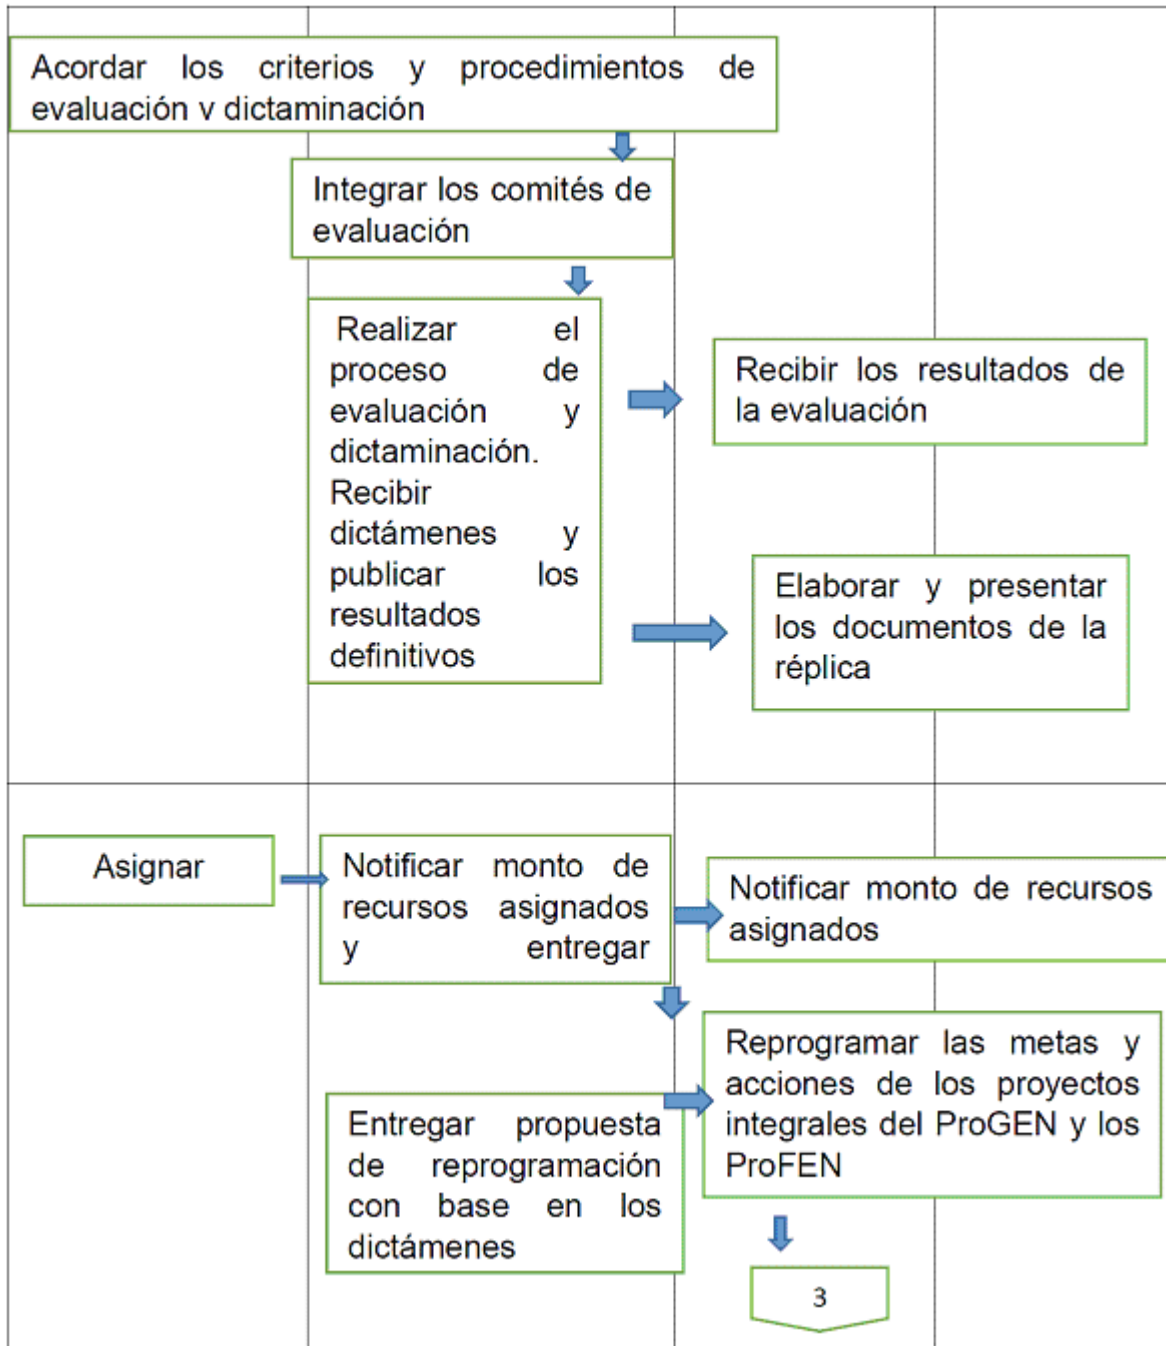 Acordar los criterios y procedimientos de
evaluación v dictaminación
Integrar los comités de
evaluación
Realizar el
proceso de
evaluación y
dictaminación.
Recibir
dictámenes y
publicar los
resultados
definitivos
Recibir los resultados de
la evaluación
Elaborar y presentar
los documentos de la
réplica
Asignar
Notificar monto de
recursos asignados
y entregar
Notificar monto de recursos
asignados
Entregar propuesta
de reprogramación
con base en los
dictámenes
Reprogramar las metas y
acciones de los proyectos
integrales del ProGEN y los
ProFEN
3